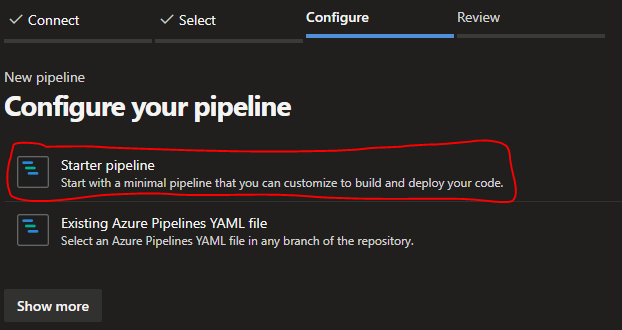 Connect
Select
Configure
Review
New pipeline
Configure your pipeline
Starter pipeline
Start with a minimal pipeline that you can customize to build and deploy your code.
Existing Azure Pipelines YAML file
Select an Azure Pipelines YAML file in any branch of the repository.
Show more